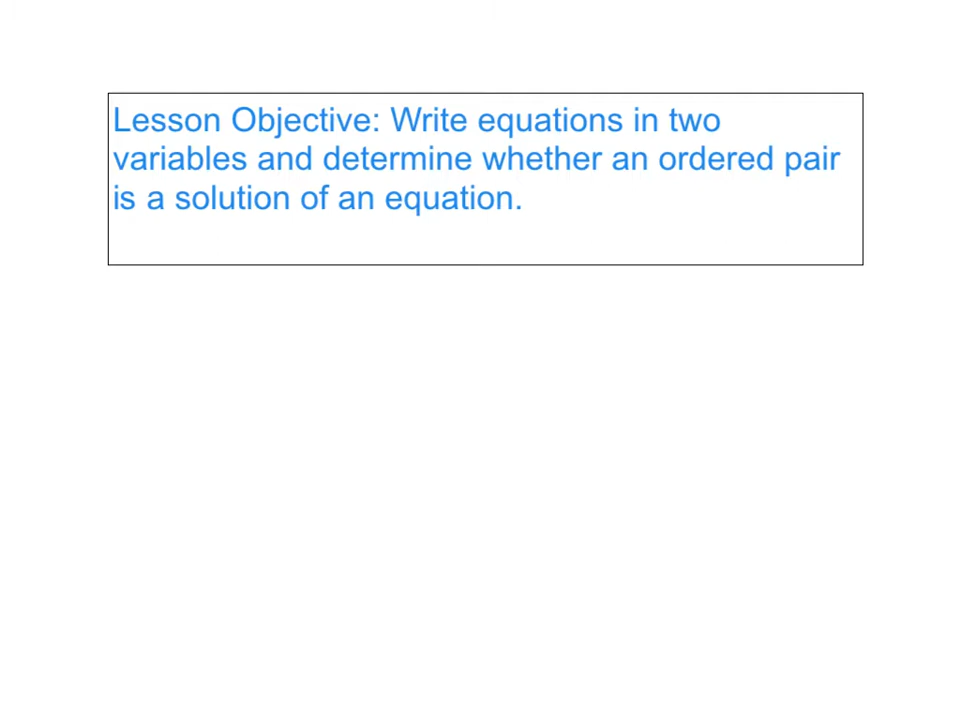 Lesson Objective: Write equations in two
variables and determine whether an ordered pair
is a solution of an equation.